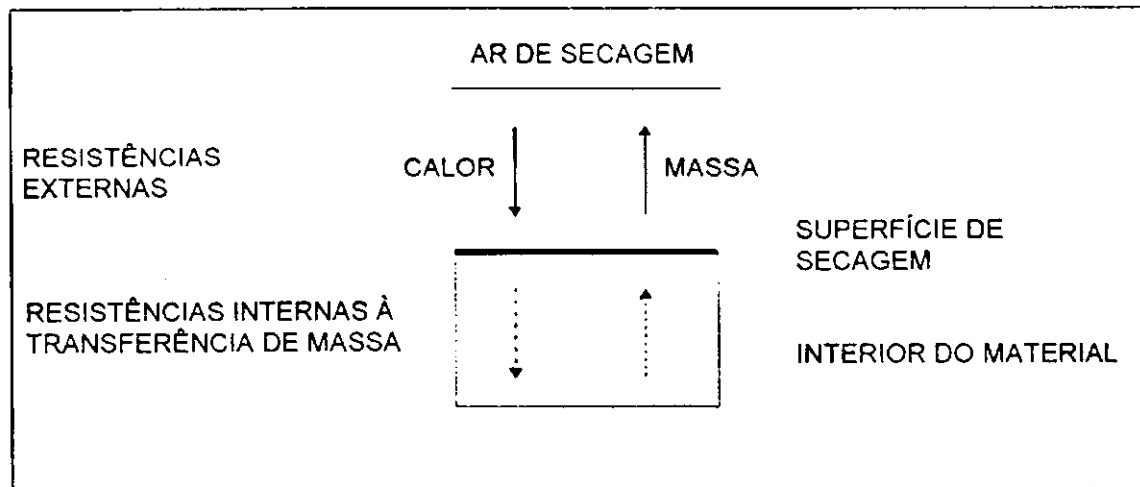 AR DE SECAGEM
RESISTÊNCIAS
EXTERNAS
CALOR
MASSA
SUPERFÍCIE DE
SECAGEM
RESISTÊNCIAS INTERNAS À
TRANSFERÊNCIA DE MASSA
INTERIOR DO MATERIAL